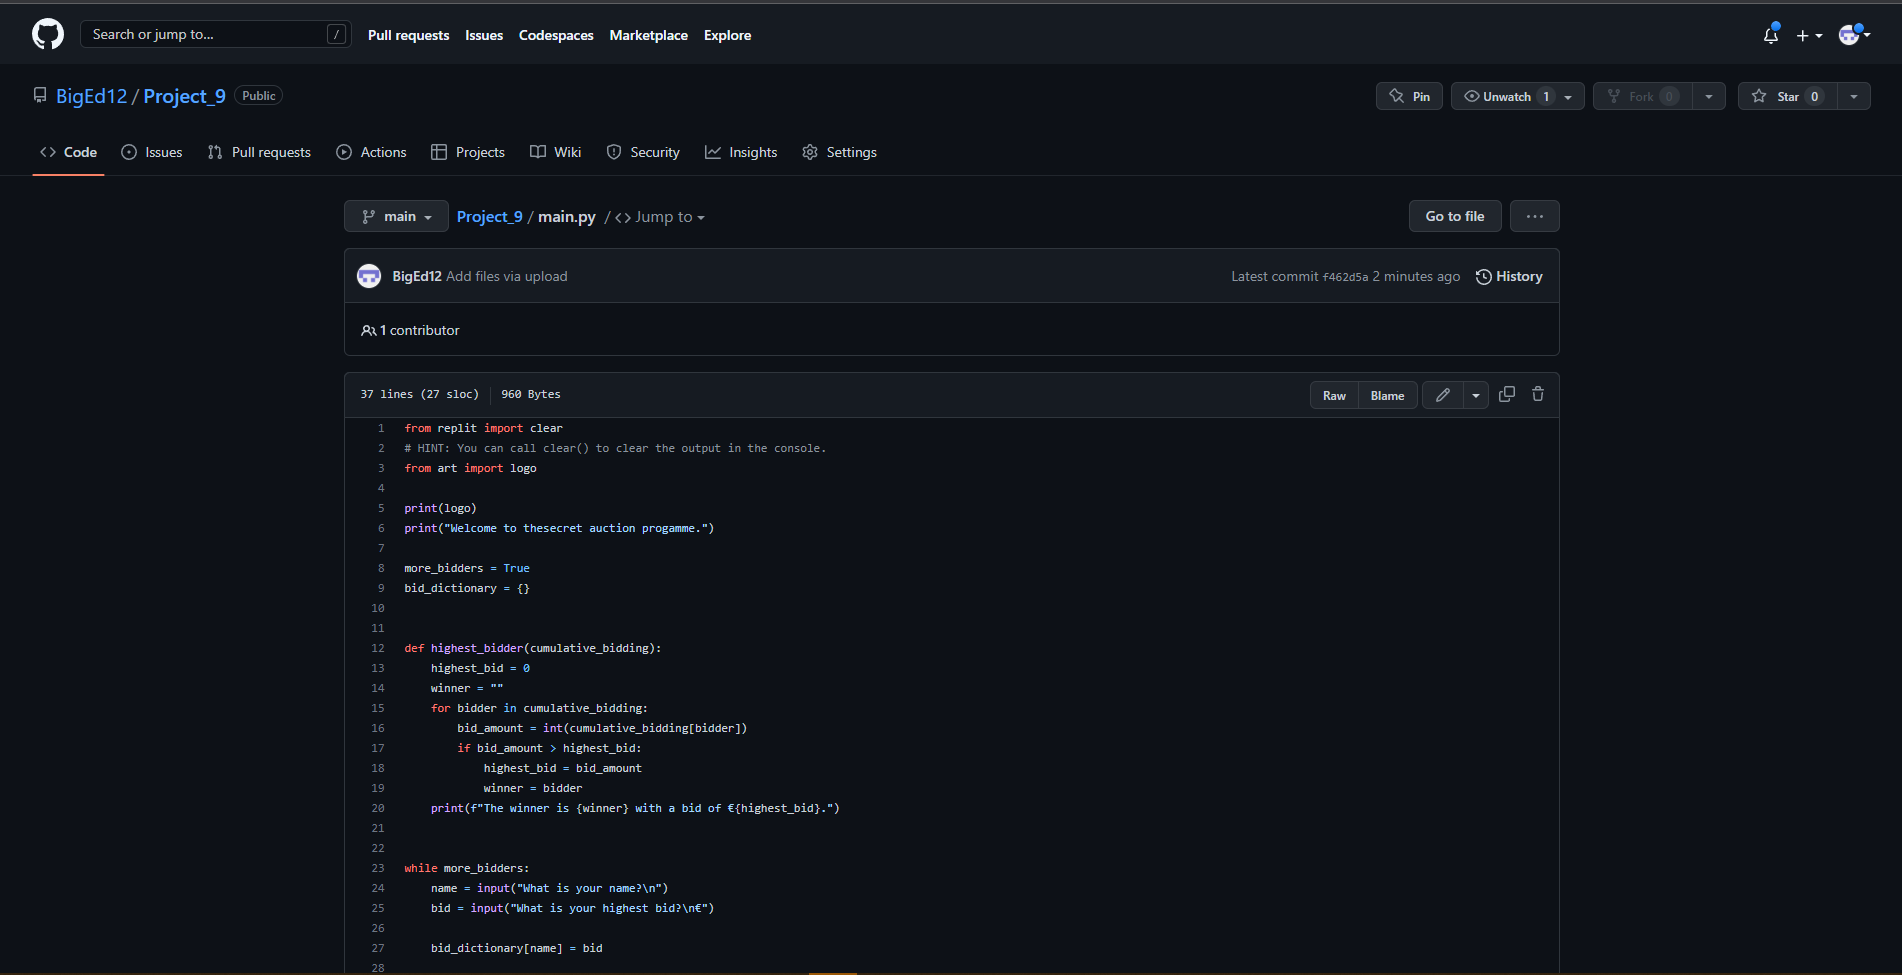 Search or jump to... /
Pull requests Issues Codespaces Marketplace Explore
BigEd12 / Project_9 Public
Pin Unwatch 1 Fork 0 Star 0
Code Issues Pull requests Actions Projects Wiki Security Insights Settings
main Project_9 / main.py / <> Jump to Go to file ...
BigEd12 Add files via upload Latest commit f462d5a 2 minutes ago History
1 contributor
37 lines (27 sloc) 960 Bytes Raw Blame
1 from replit import clear
2 # HINT: You can call clear() to clear the output in the console.
3 from art import logo
4
5 print(logo)
6 print("Welcome to thesecret auction progamme.")
7
8 more_bidders = True
9 bid_dictionary = {}
10
11
12 def highest_bidder(cumulative_bidding):
13     highest_bid = 0
14     winner = ""
15     for bidder in cumulative_bidding:
16         bid_amount = int(cumulative_bidding[bidder])
17         if bid_amount > highest_bid:
18             highest_bid = bid_amount
19             winner = bidder
20     print(f"The winner is {winner} with a bid of €{highest_bid}.")
21
22
23 while more_bidders:
24     name = input("What is your name?\n")
25     bid = input("What is your highest bid?\n€")
26
27     bid_dictionary[name] = bid
28